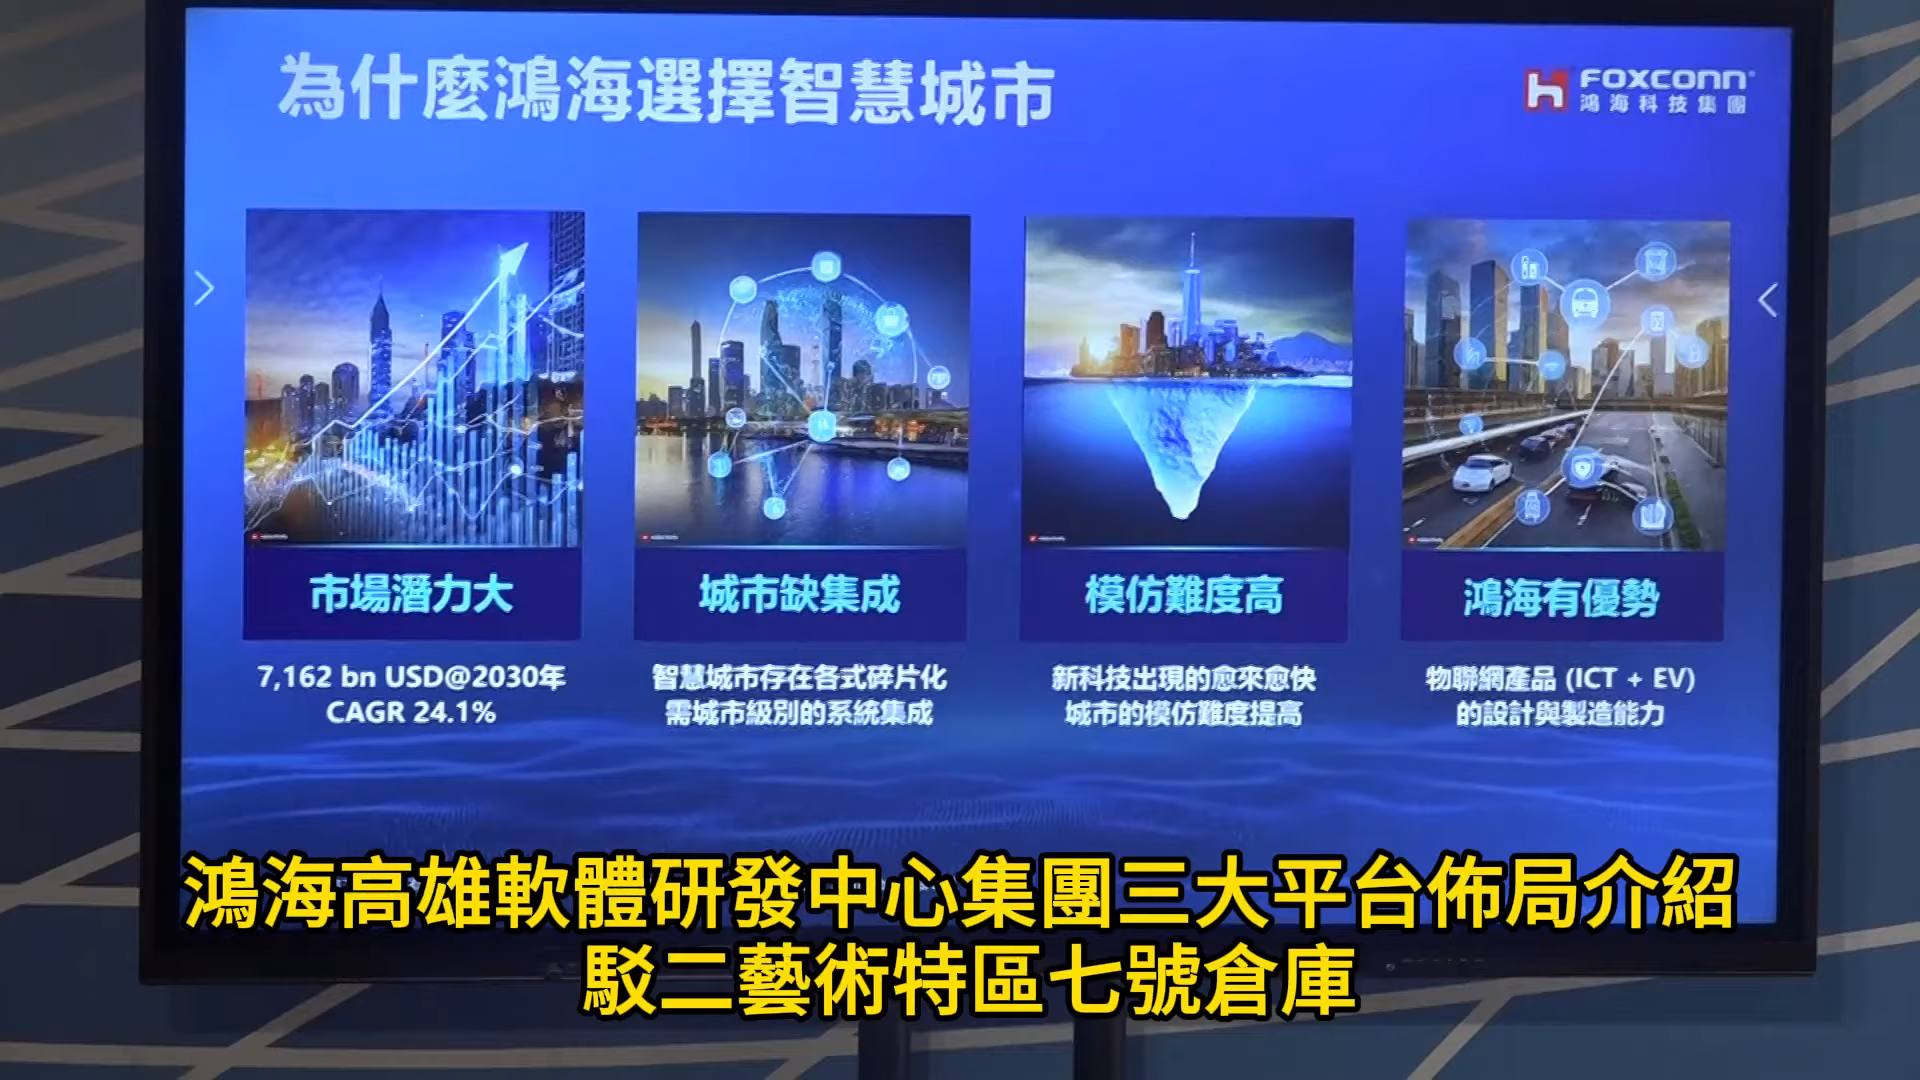 為什麼鴻海選擇智慧城市
FOXCONN
鴻海科技集團
市場潛力大
7,162 bn USD@2030年
CAGR 24.1%
城市缺集成
智慧城市存在各式碎片化
需城市級別的系統集成
模仿難度高
新科技出現的愈來愈快
城市的模仿難度提高
鴻海有優勢
物聯網產品 (ICT + EV)
的設計與製造能力
鴻海高雄軟體研發中心集團三大平台佈局介紹
駁二藝術特區七號倉庫